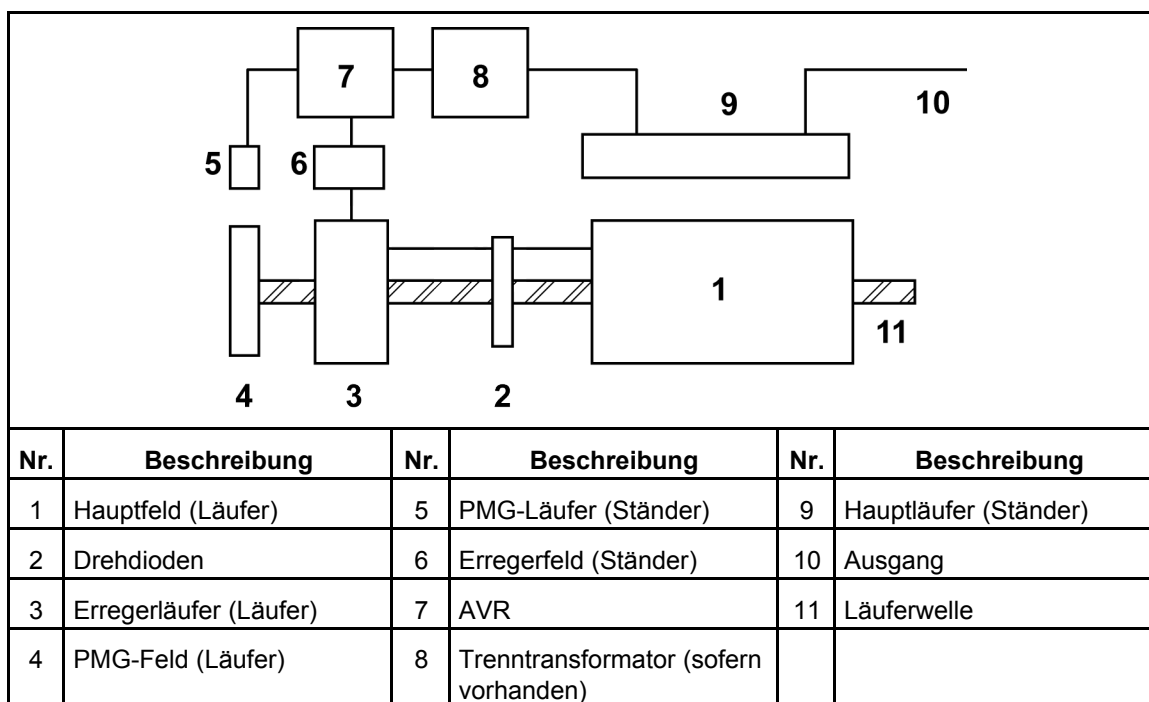 7
8
9
10
5
6
1
11
4
3
2
Nr. Beschreibung Nr. Beschreibung Nr. Beschreibung
1 Hauptfeld (Läufer) 5 PMG-Läufer (Ständer) 9 Hauptläufer (Ständer)
2 Drehdioden 6 Erregerfeld (Ständer) 10 Ausgang
3 Erregerläufer (Läufer) 7 AVR 11 Läuferwelle
4 PMG-Feld (Läufer) 8 Trenntransformator (sofern
vorhanden)